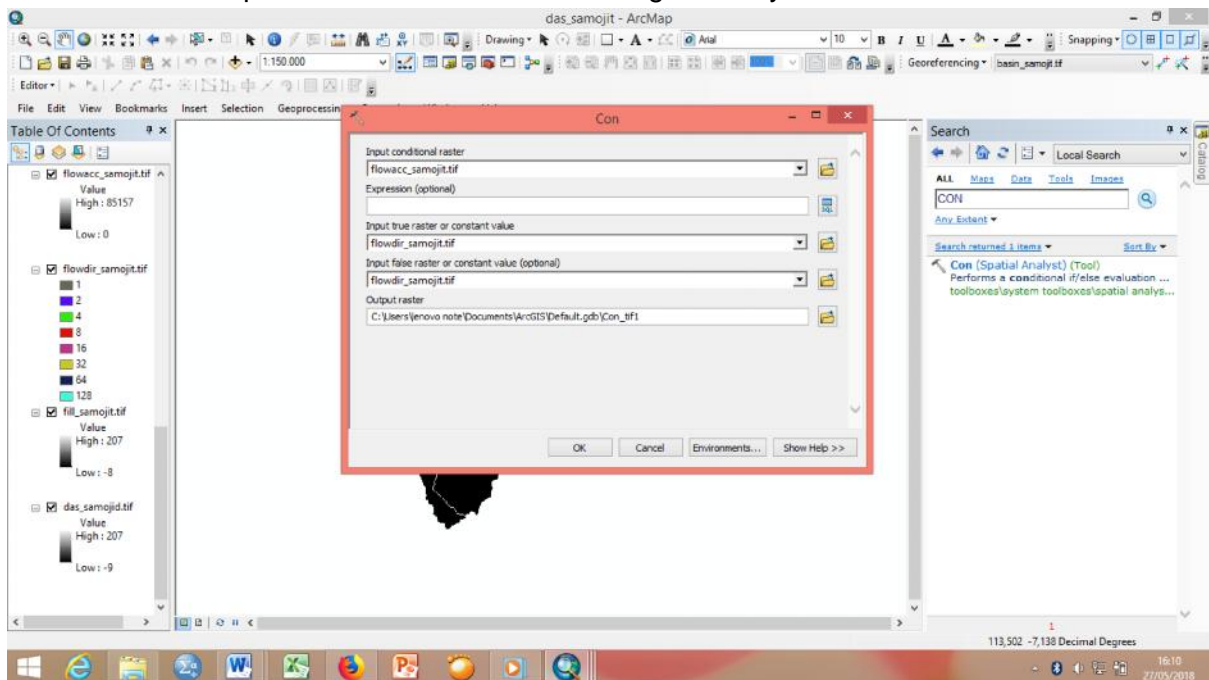 das_samojit - ArcMap
Drawing
A
Arial
10
B I U A
Snapping
1:150.000
Georeferencing
basin_samojit.tif
Editor
File Edit View Bookmarks Insert Selection Geoprocessin
Table Of Contents
flowacc_samojit.tif
Value
High : 85157
Low : 0
flowdir_samojit.tif
1
2
4
8
16
32
64
128
fill_samojit.tif
Value
High : 207
Low : -8
das_samojid.tif
Value
High : 207
Low : -9
Con
Input conditional raster
flowacc_samojit.tif
Expression (optional)
Input true raster or constant value
flowdir_samojit.tif
Input false raster or constant value (optional)
flowdir_samojit.tif
Output raster
C:\Users\lenovo note\Documents\ArcGIS\Default.gdb\Con_tif1
OK Cancel Environments... Show Help >>
Search
Local Search
ALL Maps Data Tools Images
CON
Any Extent
Search returned 1 items Sort By
Con (Spatial Analyst) (Tool)
Performs a conditional if/else evaluation ...
toolboxes\system toolboxes\spatial analys...
Catalog
1
113,502 -7,138 Decimal Degrees
16:10
27/05/2018